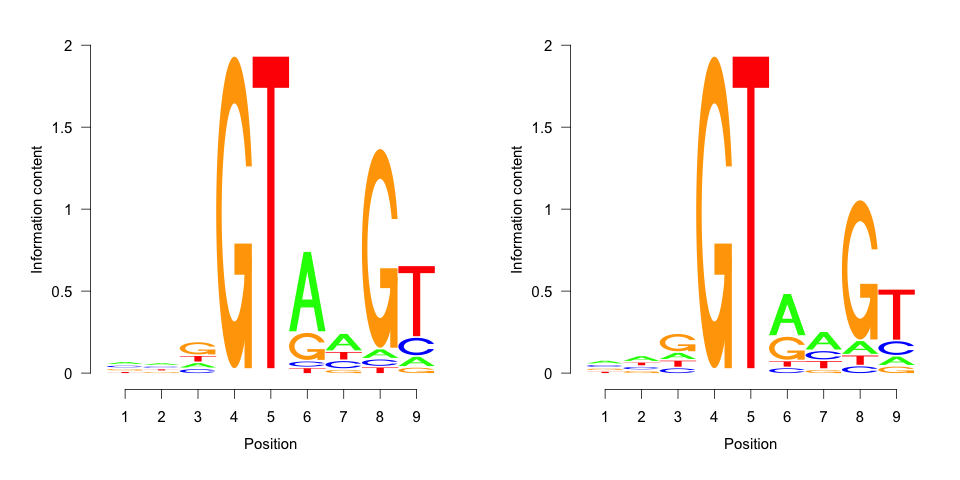 2
1.5
1
0.5
0
Information content
G T A G A T G A T C
1 2 3 4 5 6 7 8 9
Position
2
1.5
1
0.5
0
Information content
G T A G A C G A T C
1 2 3 4 5 6 7 8 9
Position